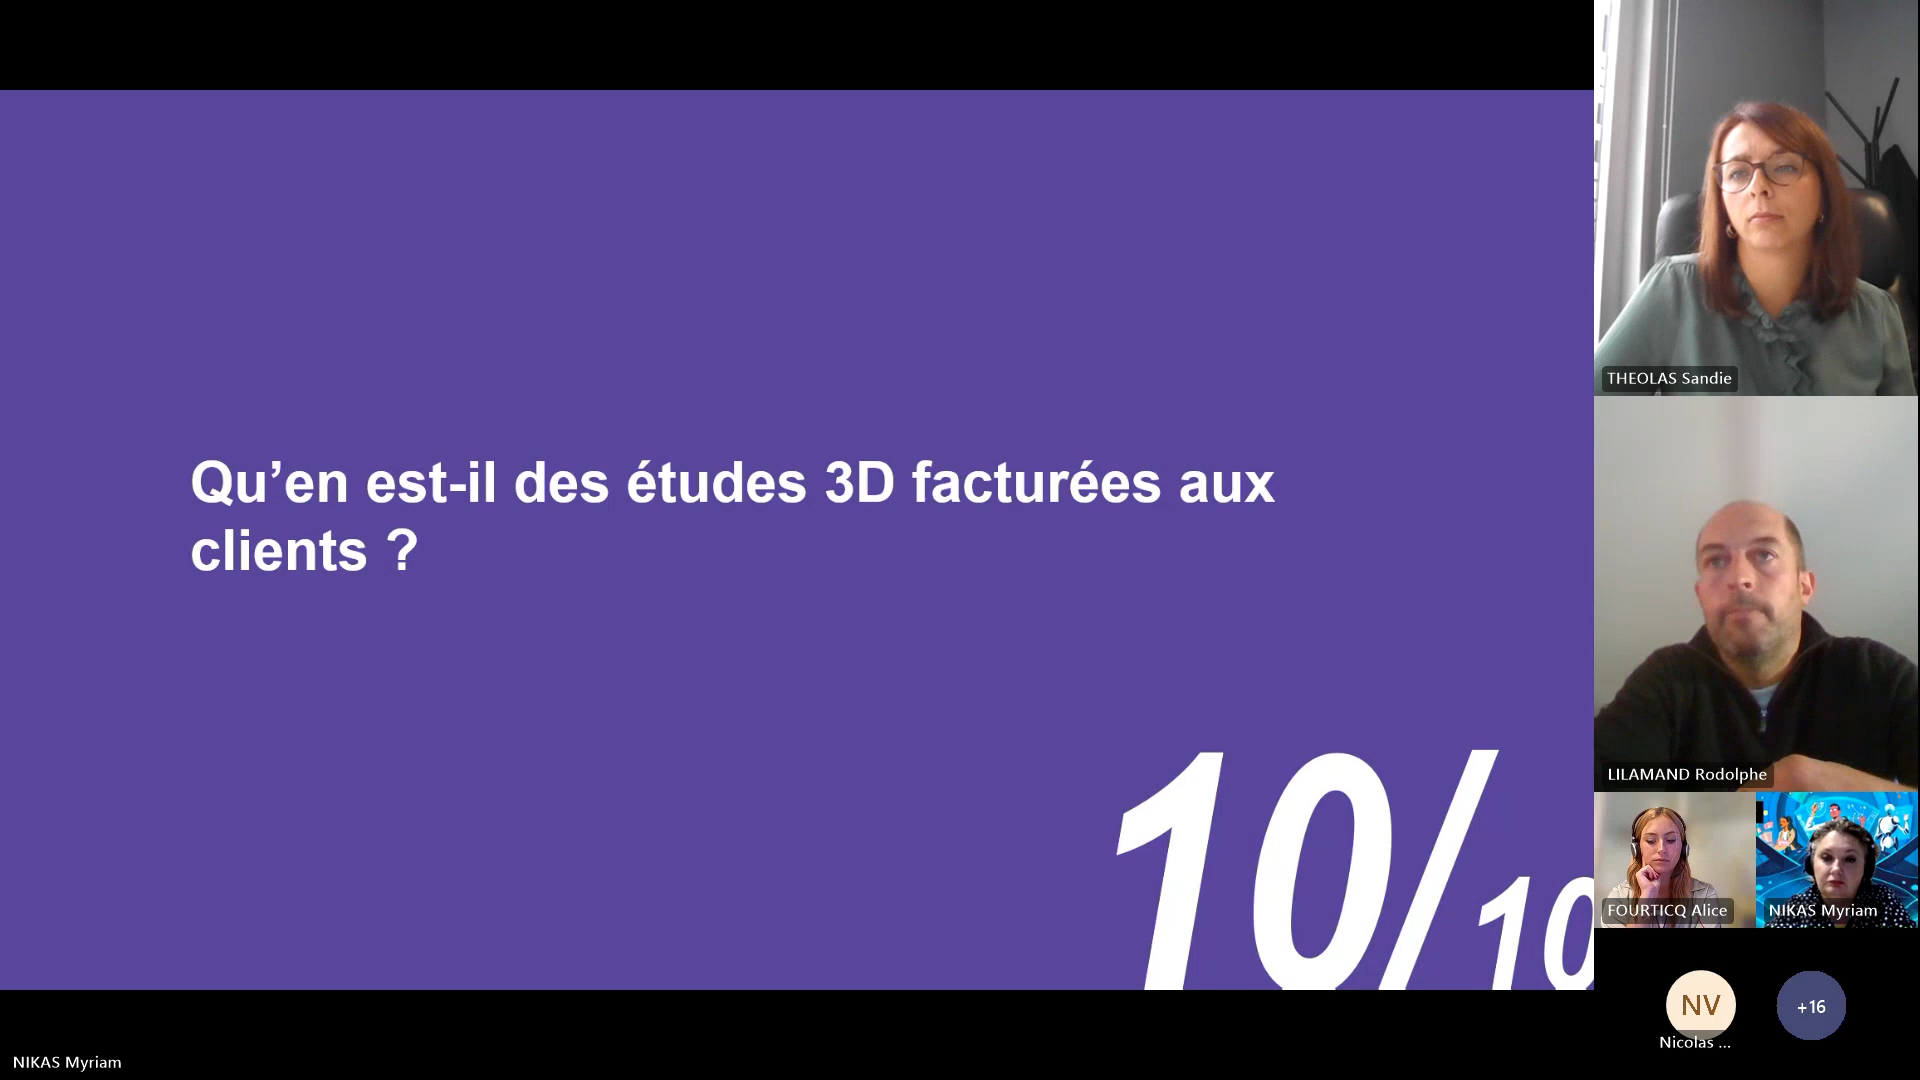 Qu’en est-il des études 3D facturées aux
clients ?
10/10
THEOLAS Sandie
LILAMAND Rodolphe
FOURTICQ Alice
NIKAS Myriam
NV
+16
Nicolas ...
NIKAS Myriam